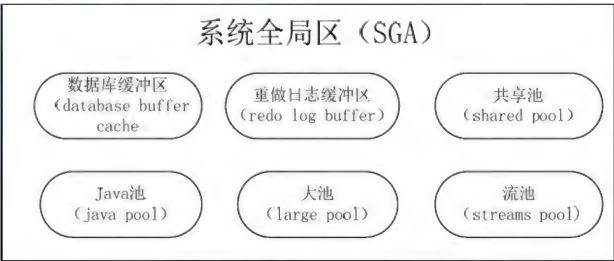 系统全局区（SGA）
数据库缓冲区
（database buffer
cache
重做日志缓冲区
（redo log buffer）
共享池
（shared pool）
Java池
（java pool）
大池
（large pool）
流池
（streams pool）